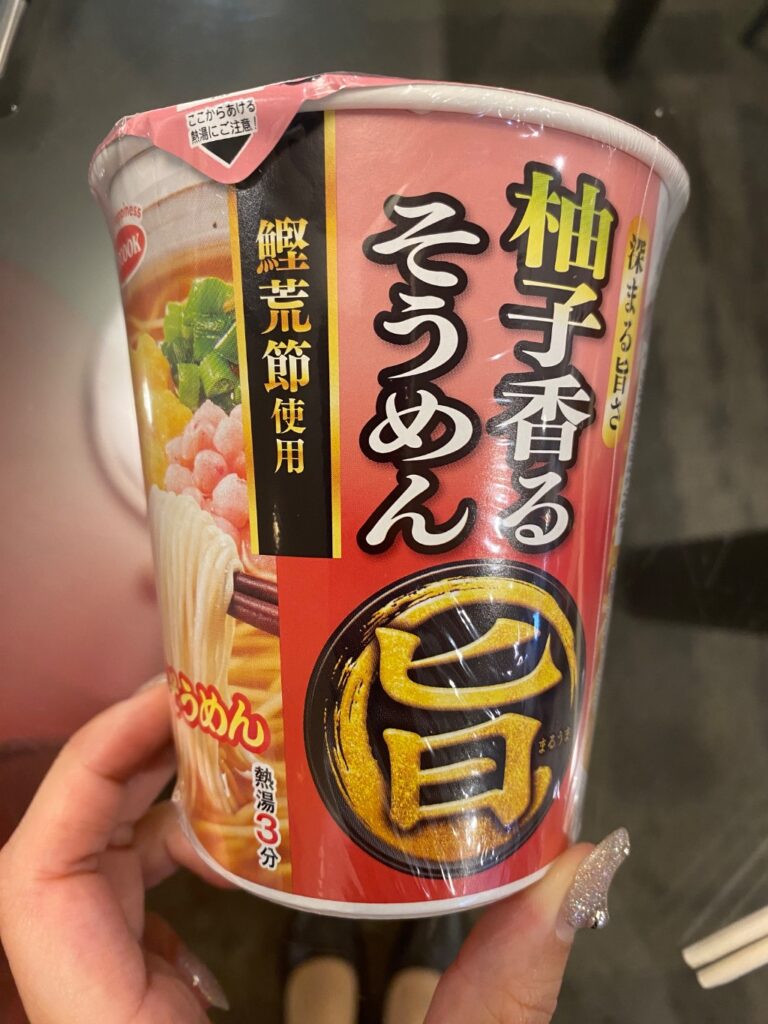 ここからあける
熱湯にご注意!
深まる旨さ
柚子香る
そうめん
鰹荒節使用
旨
まるうま
うめん
熱湯3分